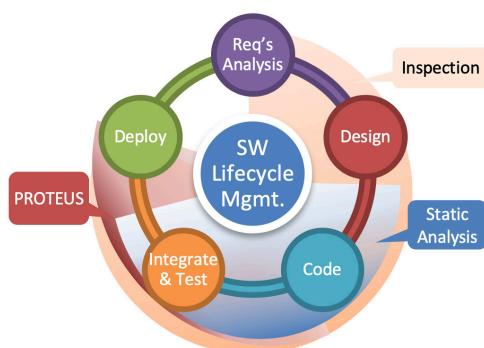 Req's
Analysis
Inspection
Deploy
Design
SW
Lifecycle
Mgmt.
PROTEUS
Static
Analysis
Integrate
& Test
Code